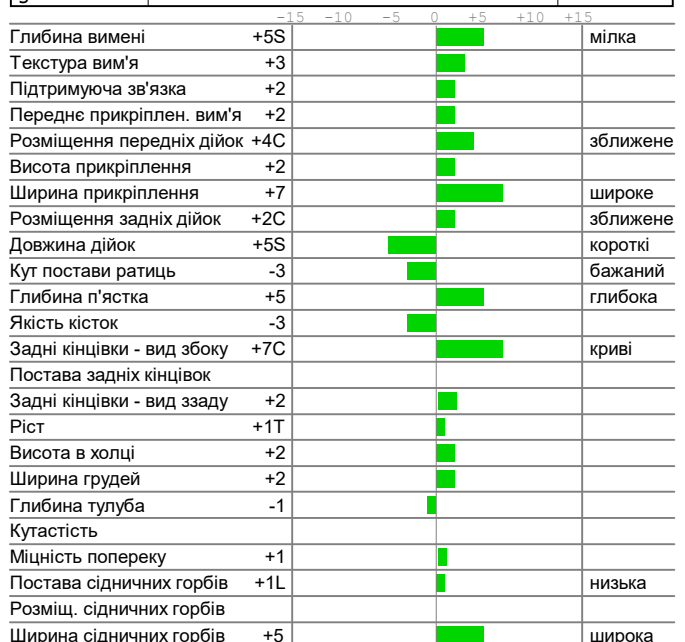 -15 -10 -5 0 +5 +10 +15
Глибина вимені +5S мілка
Текстура вим'я +3
Підтримуюча зв'язка +2
Переднє прикріплен. вим'я +2
Розміщення передніх дійок +4C зближене
Висота прикріплення +2
Ширина прикріплення +7 широке
Розміщення задніх дійок +2C зближене
Довжина дійок +5S короткі
Кут постави ратиць -3 бажаний
Глибина п'ястка +5 глибока
Якість кісток -3
Задні кінцівки - вид збоку +7C криві
Постава задніх кінцівок
Задні кінцівки - вид ззаду +2
Ріст +1T
Висота в холці +2
Ширина грудей +2
Глибина тулуба -1
Кутастість
Міцність попереку +1
Постава сідничних горбів +1L низька
Розміщ. сідничних горбів
Ширина сідничних горбів +5 широка